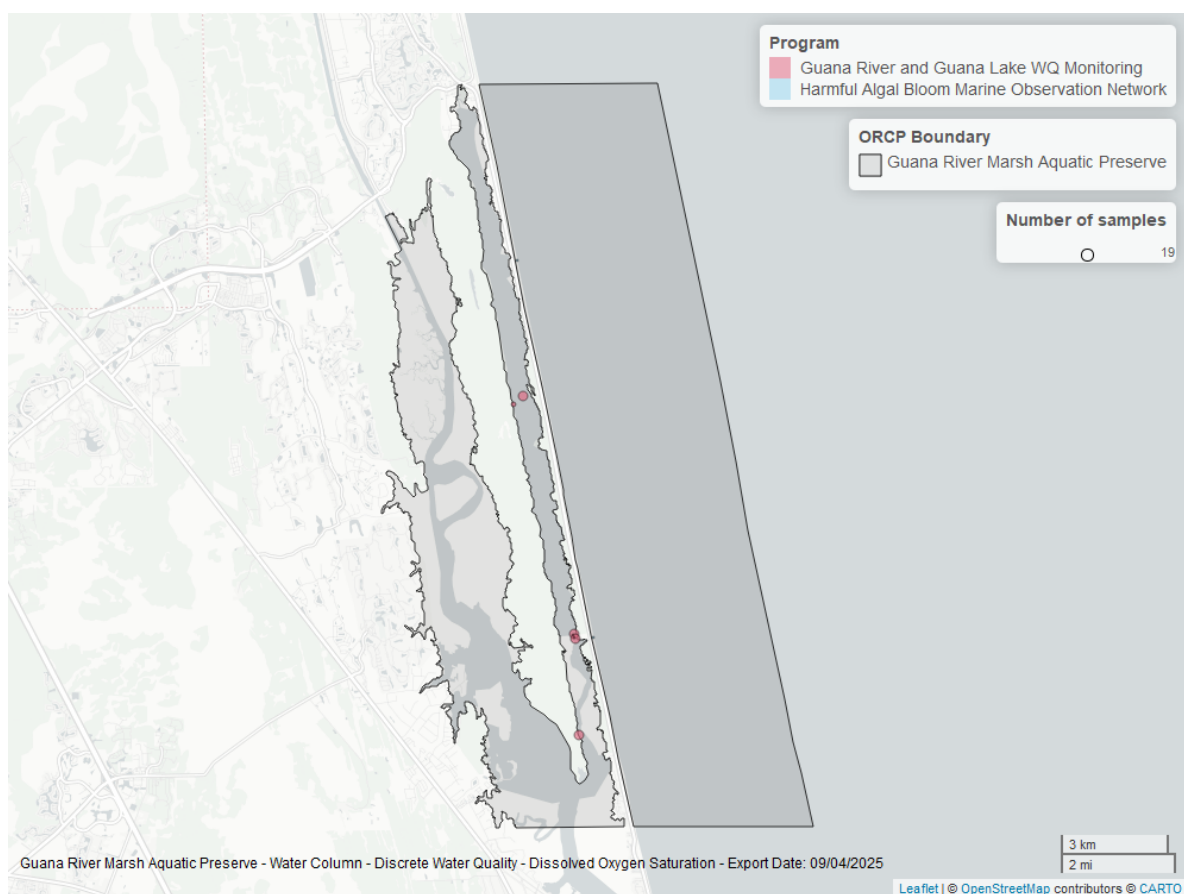 Program
Guana River and Guana Lake WQ Monitoring
Harmful Algal Bloom Marine Observation Network
ORCP Boundary
Guana River Marsh Aquatic Preserve
Number of samples
19
3 km
2 mi
Guana River Marsh Aquatic Preserve - Water Column - Discrete Water Quality - Dissolved Oxygen Saturation - Export Date: 09/04/2025
Leaflet | © OpenStreetMap contributors © CARTO